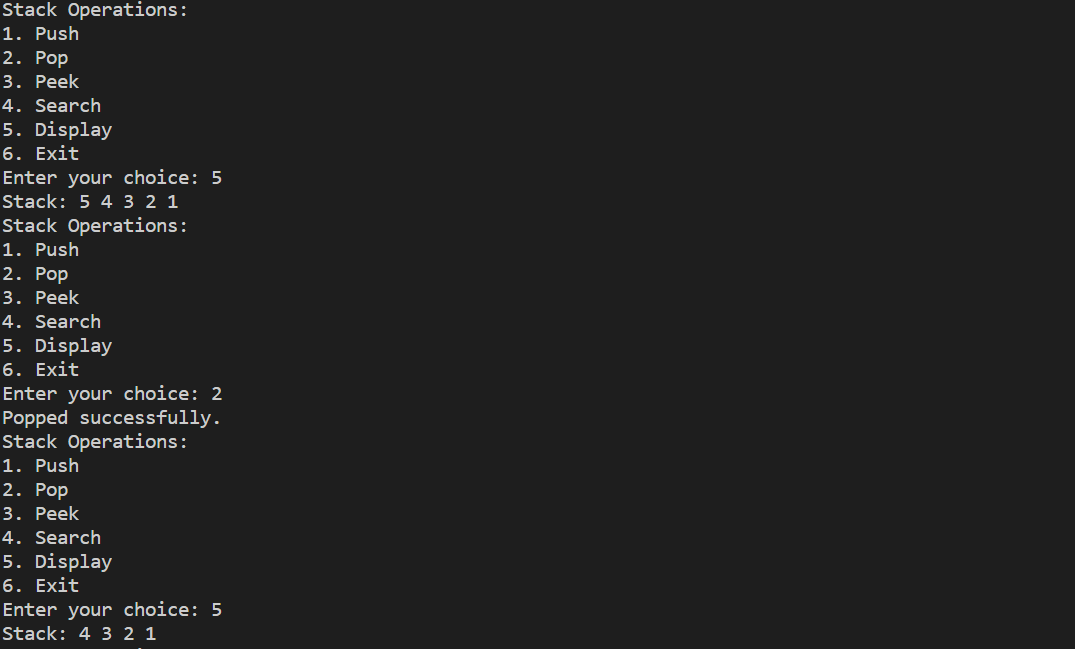 Stack Operations:
1. Push
2. Pop
3. Peek
4. Search
5. Display
6. Exit
Enter your choice: 5
Stack: 5 4 3 2 1
Stack Operations:
1. Push
2. Pop
3. Peek
4. Search
5. Display
6. Exit
Enter your choice: 2
Popped successfully.
Stack Operations:
1. Push
2. Pop
3. Peek
4. Search
5. Display
6. Exit
Enter your choice: 5
Stack: 4 3 2 1